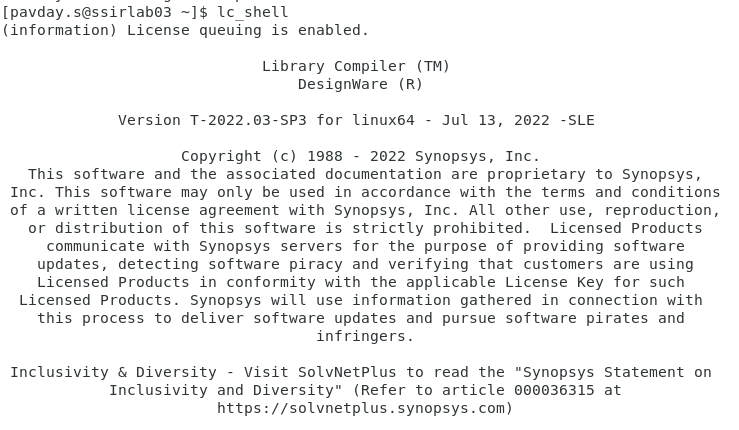 [pavday.s@ssirlab03 ~]$ lc_shell
(information) License queuing is enabled.
Library Compiler (TM)
DesignWare (R)
Version T-2022.03-SP3 for linux64 - Jul 13, 2022 -SLE
Copyright (c) 1988 - 2022 Synopsys, Inc.
This software and the associated documentation are proprietary to Synopsys,
Inc. This software may only be used in accordance with the terms and conditions
of a written license agreement with Synopsys, Inc. All other use, reproduction,
or distribution of this software is strictly prohibited.  Licensed Products
communicate with Synopsys servers for the purpose of providing software
updates, detecting software piracy and verifying that customers are using
Licensed Products in conformity with the applicable License Key for such
Licensed Products. Synopsys will use information gathered in connection with
this process to deliver software updates and pursue software pirates and
infringers.
Inclusivity & Diversity - Visit SolvNetPlus to read the "Synopsys Statement on
Inclusivity and Diversity" (Refer to article 000036315 at
https://solvnetplus.synopsys.com)